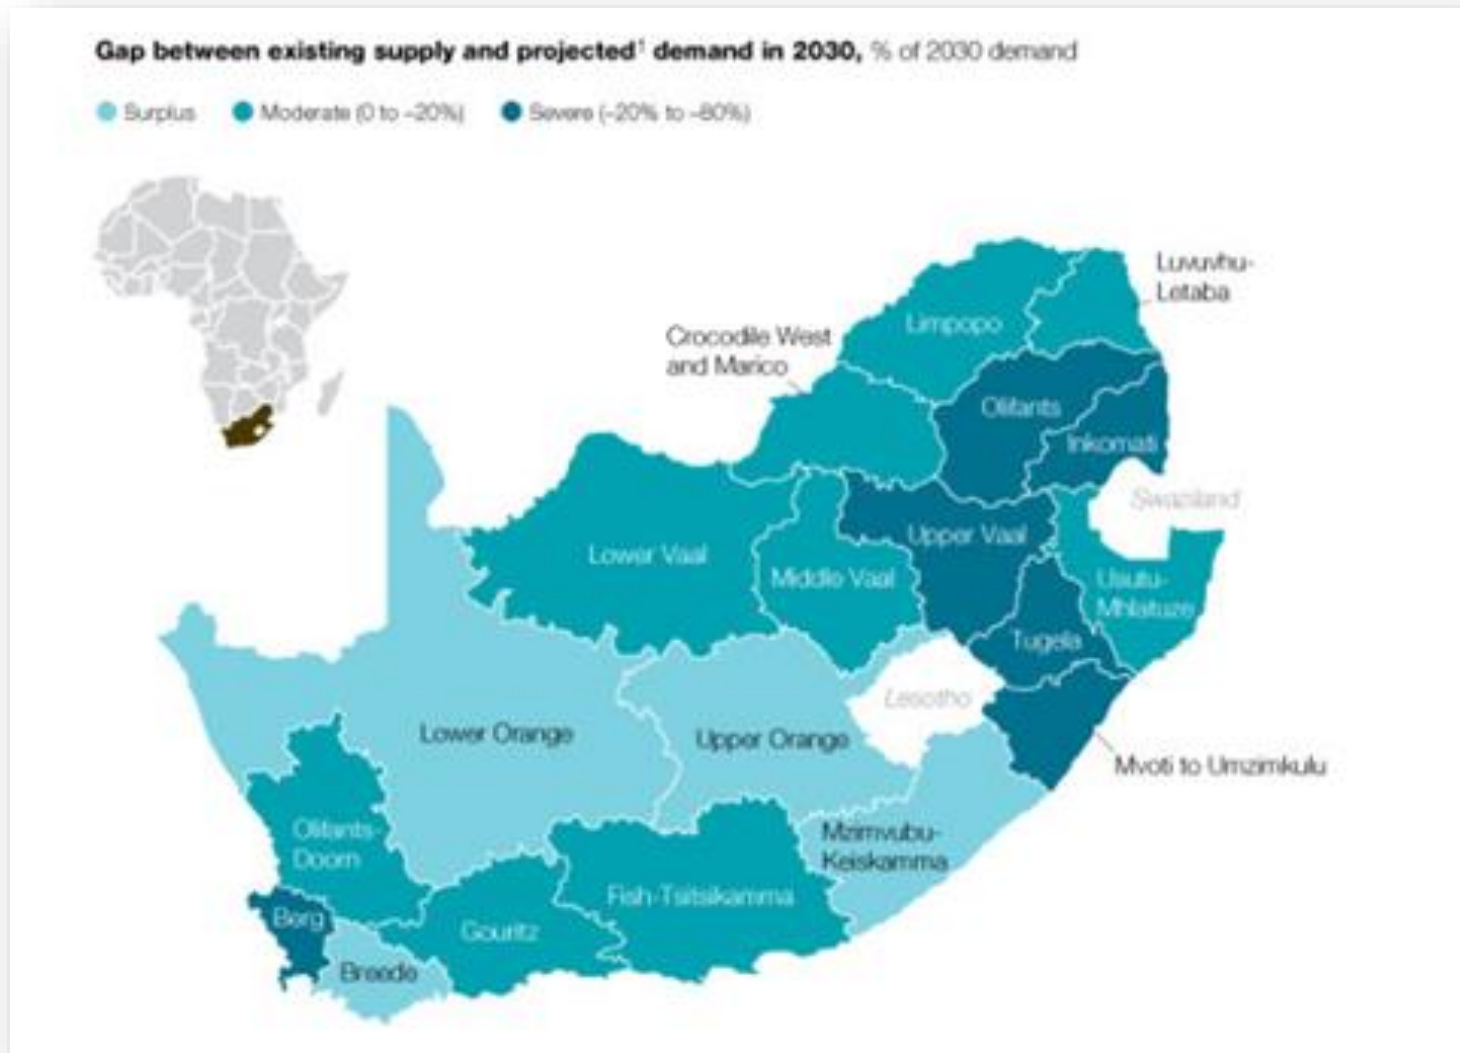 Gap between existing supply and projected¹ demand in 2030, % of 2030 demand
Surplus
Moderate (0 to –20%)
Severe (–20% to –80%)
Luvuvhu-
Letaba
Limpopo
Crocodile West
and Marico
Olifants
Inkomati
Swaziland
Upper Vaal
Lower Vaal
Middle Vaal
Usutu-
Mhlatuze
Tugela
Lesotho
Lower Orange
Upper Orange
Mvoti to Umzimkulu
Olifants-
Doorn
Mzimvubu-
Keiskamma
Fish-Tsitsikamma
Berg
Gouritz
Breede